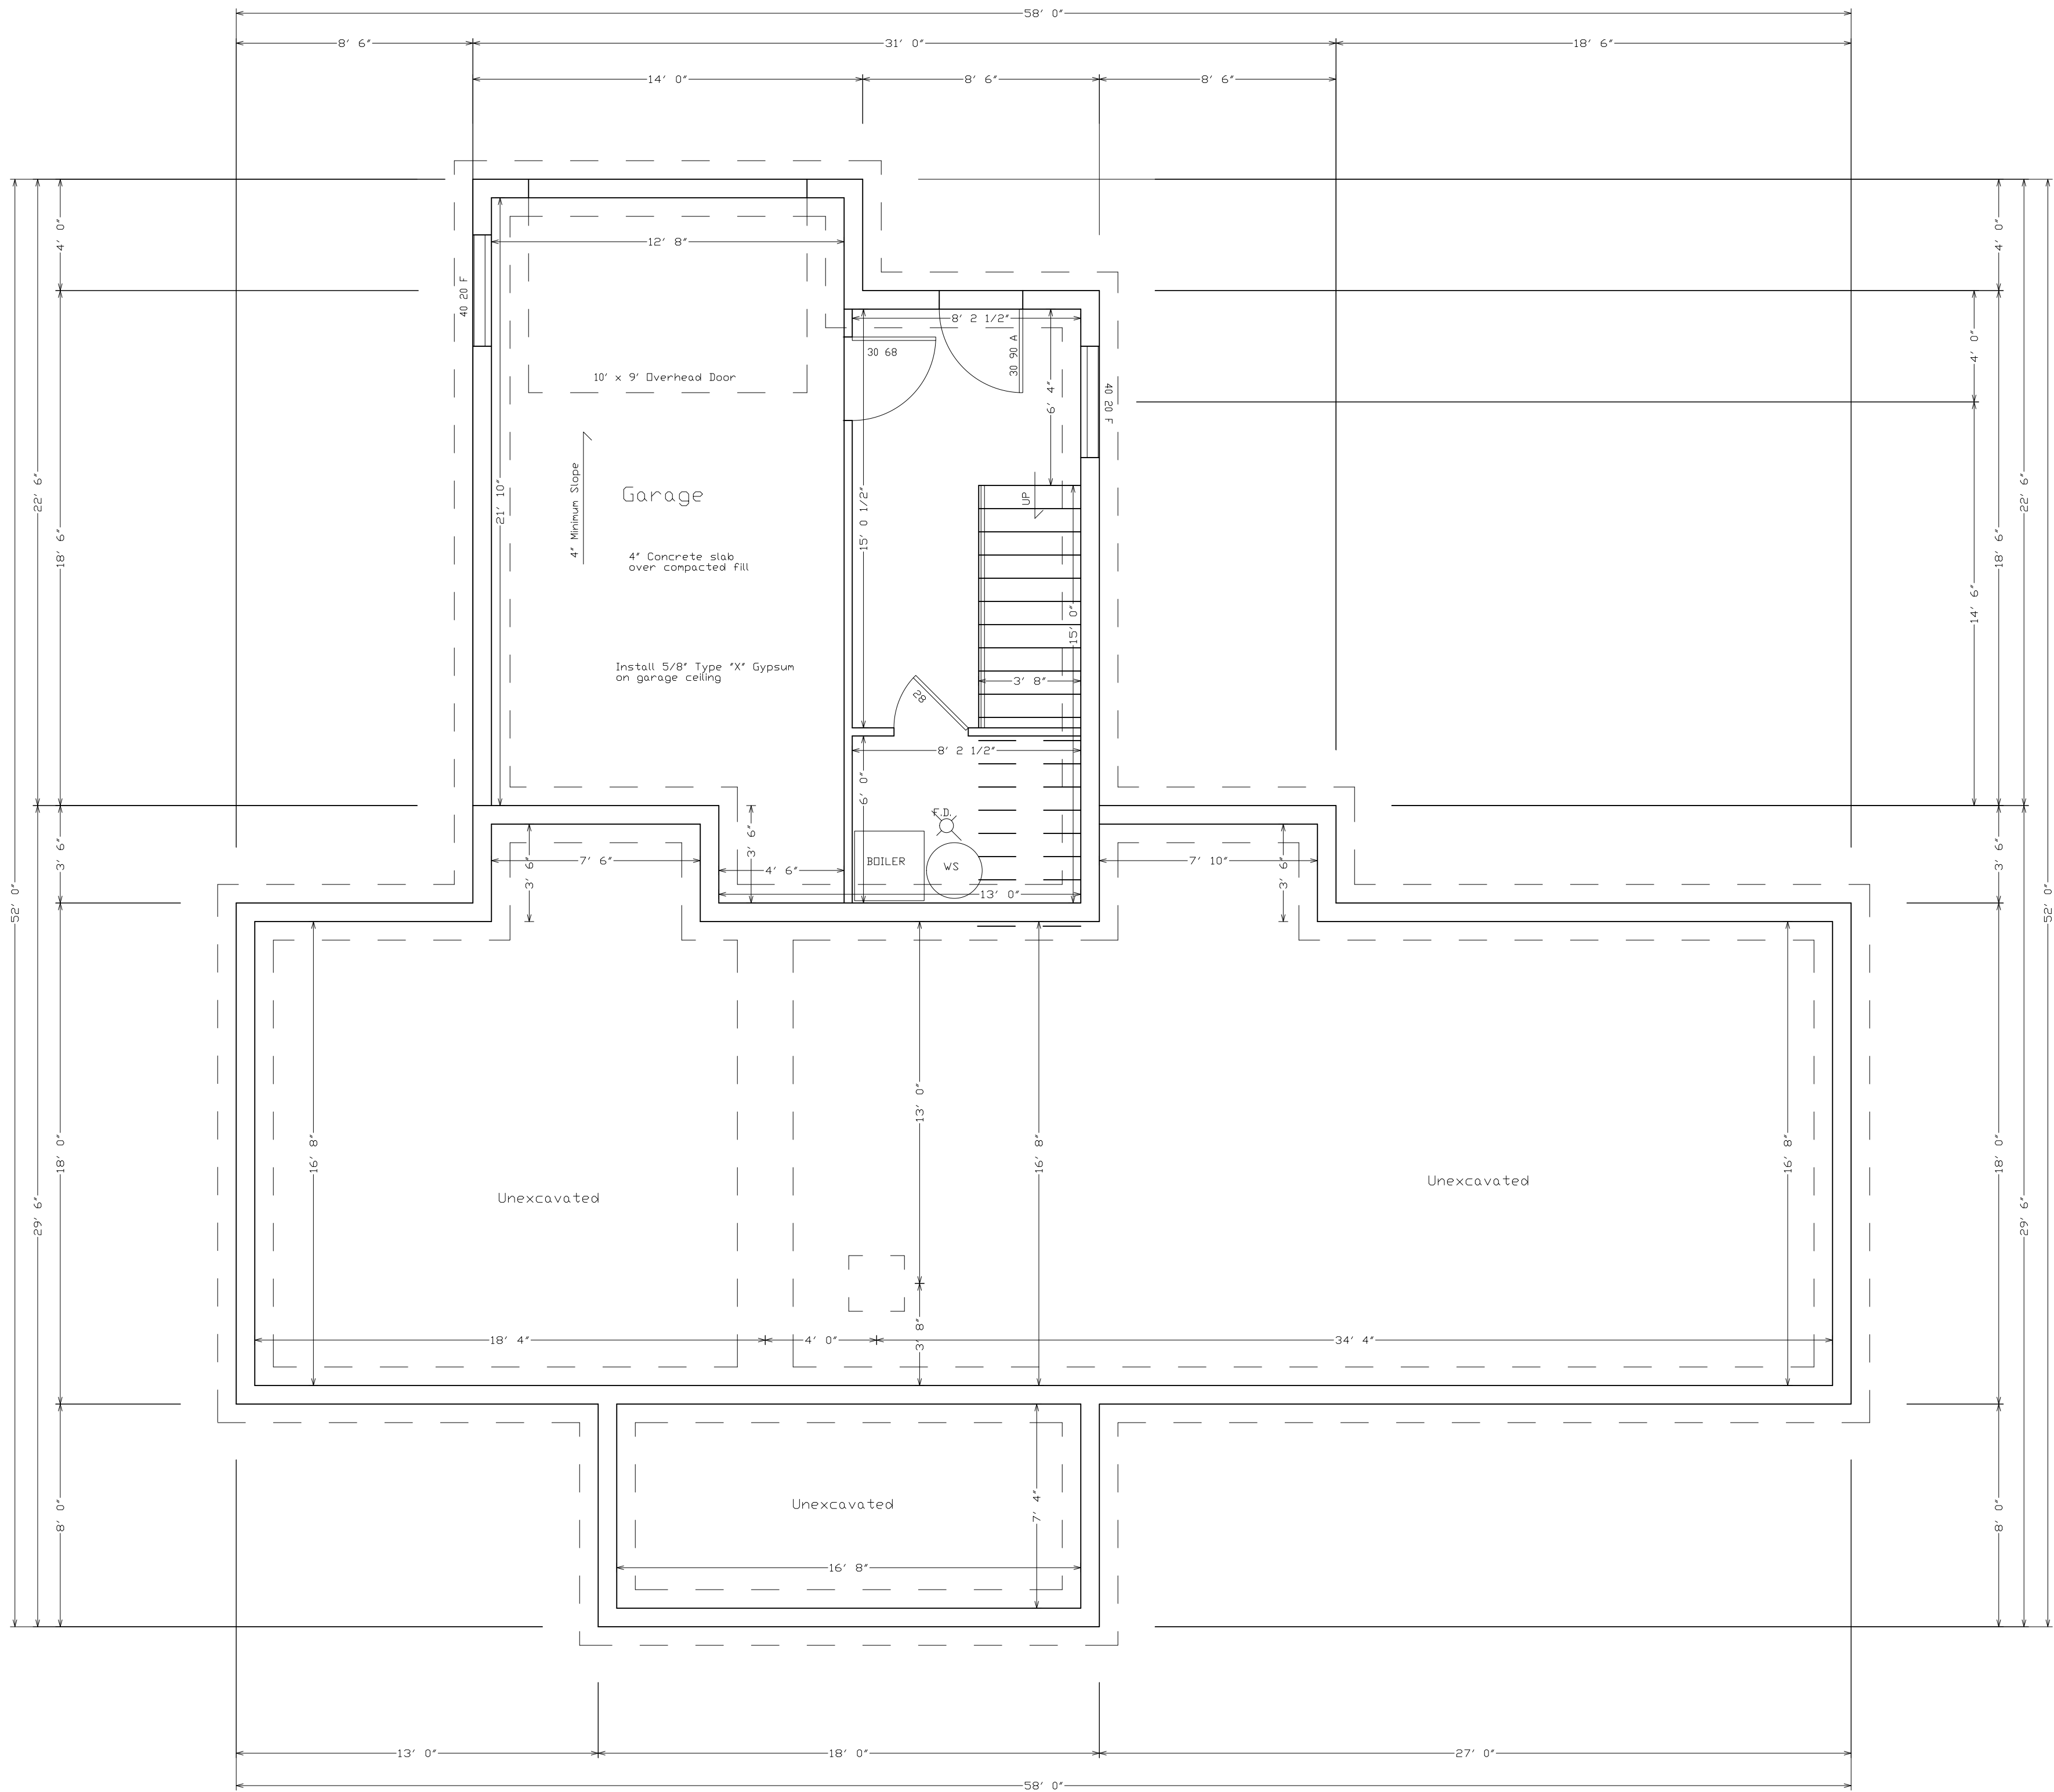 58' 0"
8' 6"
31' 0"
18' 6"
14' 0"
8' 6"
8' 6"
4' 0"
4' 0"
12' 8"
40 20 F
8' 2 1/2"
30 68
30 90 A
4' 0"
10' x 9' Overhead Door
6' 4"
40 20 F
22' 6"
18' 6"
21' 10"
4" Minimum Slope
Garage
15' 0 1/2"
UP
22' 6"
18' 6"
4" Concrete slab
over compacted fill
15' 0"
14' 6"
Install 5/8" Type "X" Gypsum
on garage ceiling
3' 8"
28
8' 2 1/2"
6' 0"
F.D.
3' 6"
7' 6"
3' 6"
3' 6"
4' 6"
BOILER
WS
13' 0"
7' 10"
3' 6"
3' 6"
52' 0"
52' 0"
18' 0"
16' 8"
13' 0"
16' 8"
16' 8"
18' 0"
Unexcavated
Unexcavated
29' 6"
29' 6"
18' 4"
4' 0"
3' 8"
34' 4"
8' 0"
Unexcavated
7' 4"
8' 0"
16' 8"
13' 0"
18' 0"
27' 0"
58' 0"